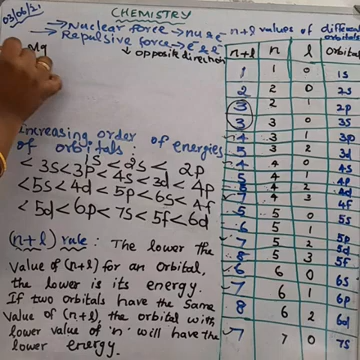 03/06/21
CHEMISTRY
→ Nuclear force → nu & e
→ Repulsive force → e & e
↓ opposite direction
Mg
Increasing order of energies
of orbitals :
1s < 2s < 2p
< 3s < 3p < 4s < 3d < 4p
< 5s < 4d < 5p < 6s < 4f
< 5d < 6p < 7s < 5f < 6d
(n+l) rule : The lower the
value of (n+l) for an orbital,
the lower is its energy.
If two orbitals have the same
value of (n+l), the orbital with
lower value of 'n' will have the
lower energy.
n+l values of different
orbitals
n+l n l Orbital
1 1 0 1s
2 2 0 2s
3 2 1 2p
3 3 0 3s
4 3 1 3p
5 3 2 3d
4 4 0 4s
5 4 1 4p
6 4 2 4d
7 4 3 4f
5 5 0 5s
6 5 1 5p
7 5 2 5d
8 5 3 5f
6 6 0 6s
7 6 1 6p
8 6 2 6d
7 7 0 7s